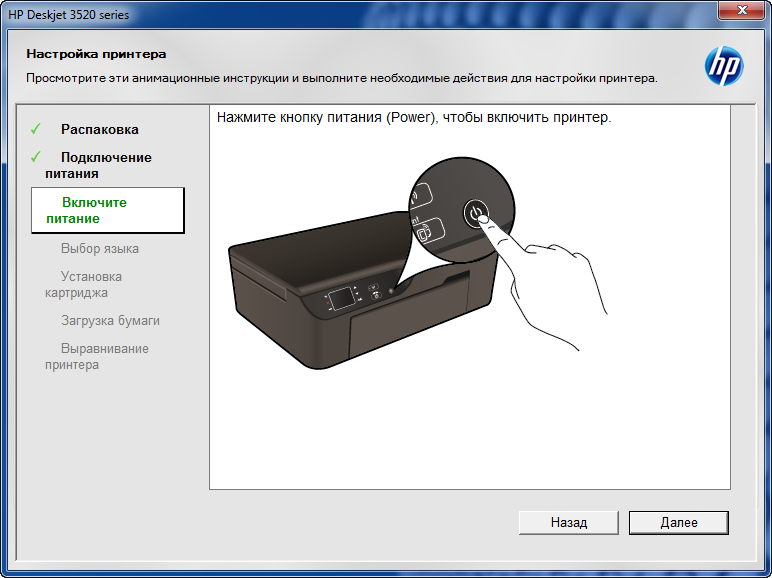 HP Deskjet 3520 series
Настройка принтера
Просмотрите эти анимационные инструкции и выполните необходимые действия для настройки принтера.
hp
Распаковка
Подключение
питания
Включите
питание
Выбор языка
Установка
картриджа
Загрузка бумаги
Выравнивание
принтера
Нажмите кнопку питания (Power), чтобы включить принтер.
Назад
Далее